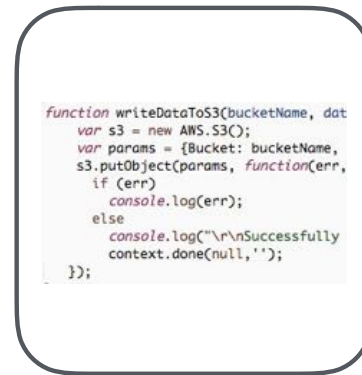 function writeDataToS3(bucketName, dat
var s3 = new AWS.S3();
var params = {Bucket: bucketName,
s3.putObject(params, function(err,
if (err)
console.log(err);
else
console.log("\r\nSuccessfully
context.done(null,'');
});